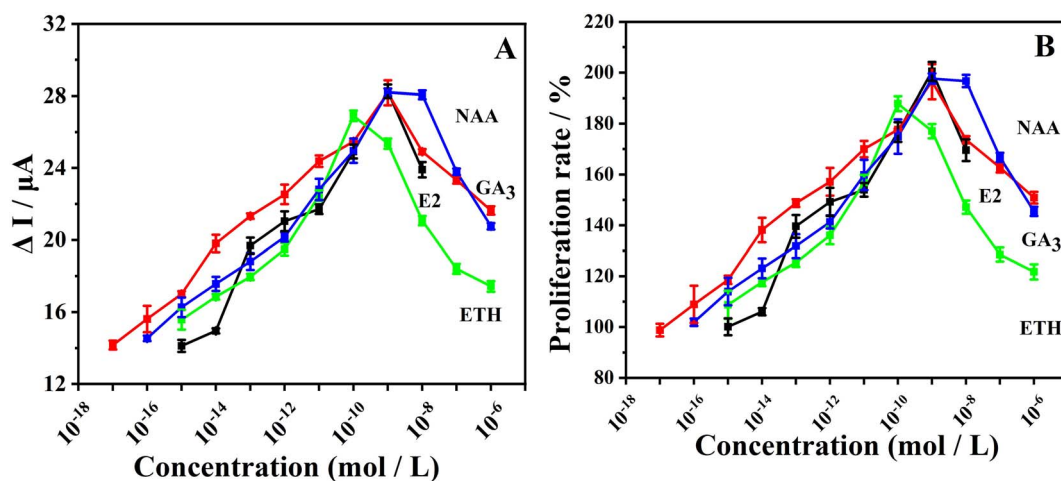 A
Δ I / μA
32
28
24
20
16
12
NAA
GA3
E2
ETH
10-18
10-16
10-14
10-12
10-10
10-8
10-6
Concentration (mol / L)
B
Proliferation rate / %
220
200
180
160
140
120
100
80
NAA
E2
GA3
ETH
10-18
10-16
10-14
10-12
10-10
10-8
10-6
Concentration (mol / L)